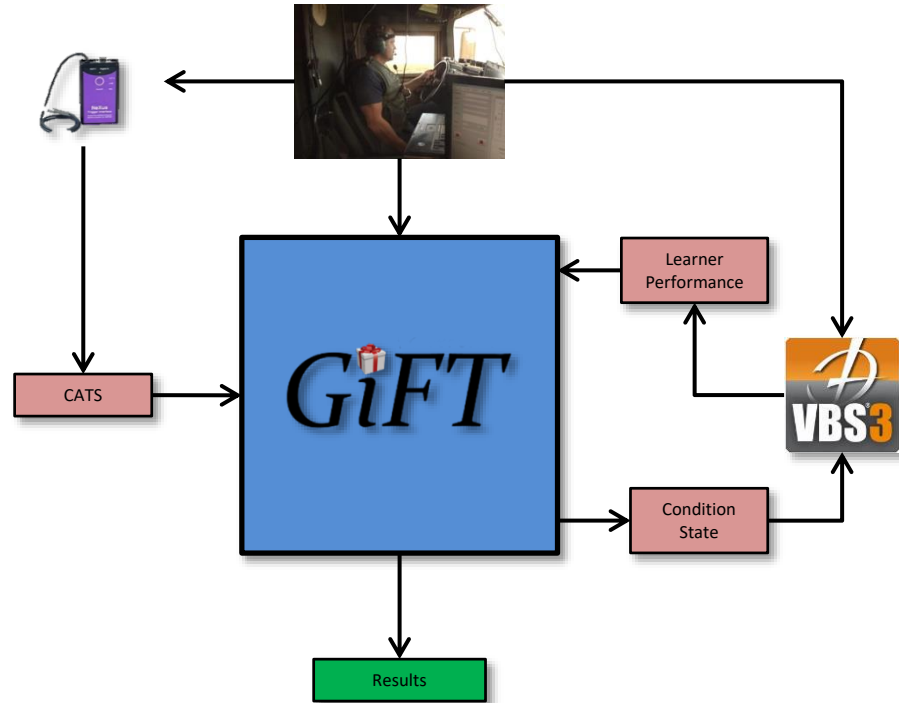 GiFT
Learner
Performance
CATS
VBS3
Condition
State
Results